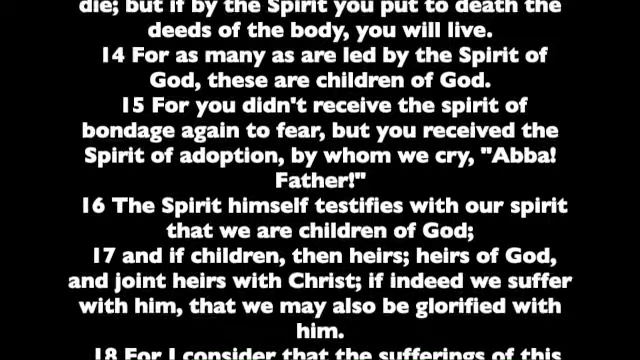 die; but if by the Spirit you put to death the
deeds of the body, you will live.
14 For as many as are led by the Spirit of
God, these are children of God.
15 For you didn't receive the spirit of
bondage again to fear, but you received the
Spirit of adoption, by whom we cry, "Abba!
Father!"
16 The Spirit himself testifies with our spirit
that we are children of God;
17 and if children, then heirs; heirs of God,
and joint heirs with Christ; if indeed we suffer
with him, that we may also be glorified with
him.
18 For I consider that the sufferings of this